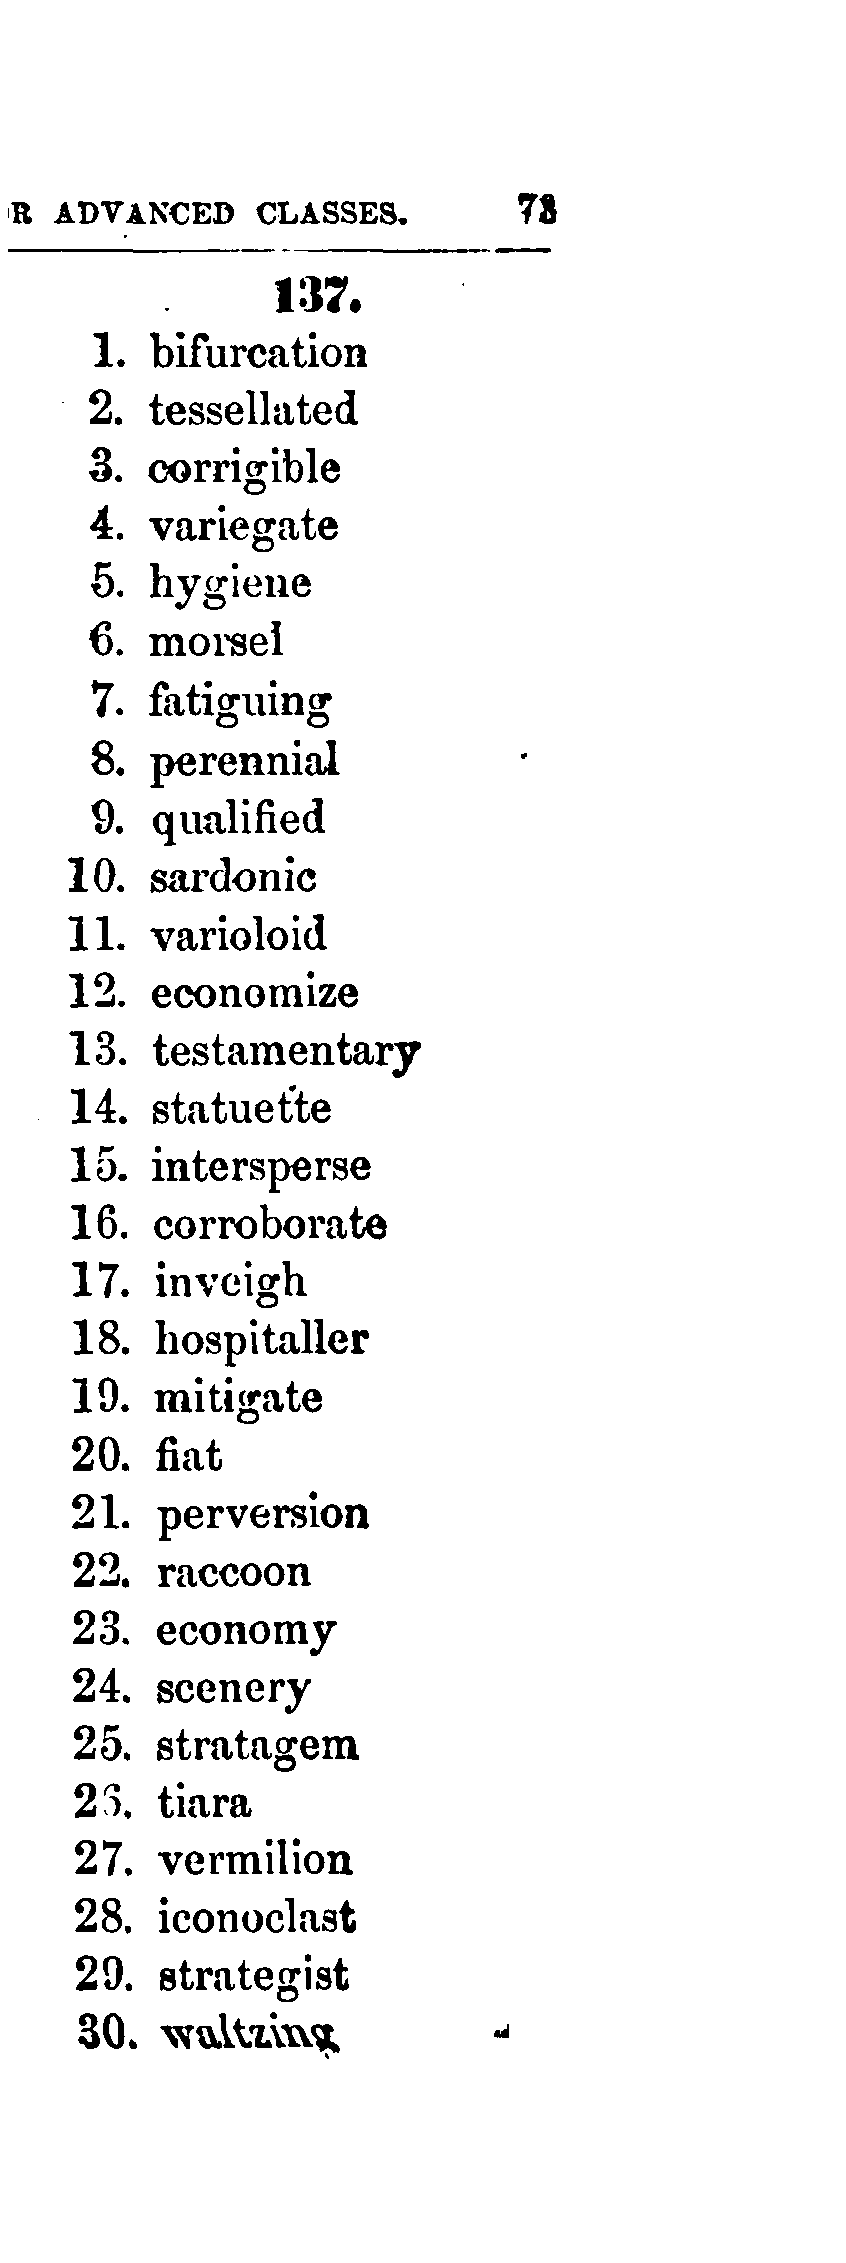 R ADVANCED CLASSES. 73
137.
1. bifurcation
2. tessellated
3. corrigible
4. variegate
5. hygiene
6. morsel
7. fatiguing
8. perennial
9. qualified
10. sardonic
11. varioloid
12. economize
13. testamentary
14. statuette
15. intersperse
16. corroborate
17. inveigh
18. hospitaller
19. mitigate
20. fiat
21. perversion
22. raccoon
23. economy
24. scenery
25. stratagem
26. tiara
27. vermilion
28. iconoclast
29. strategist
30. waltzing